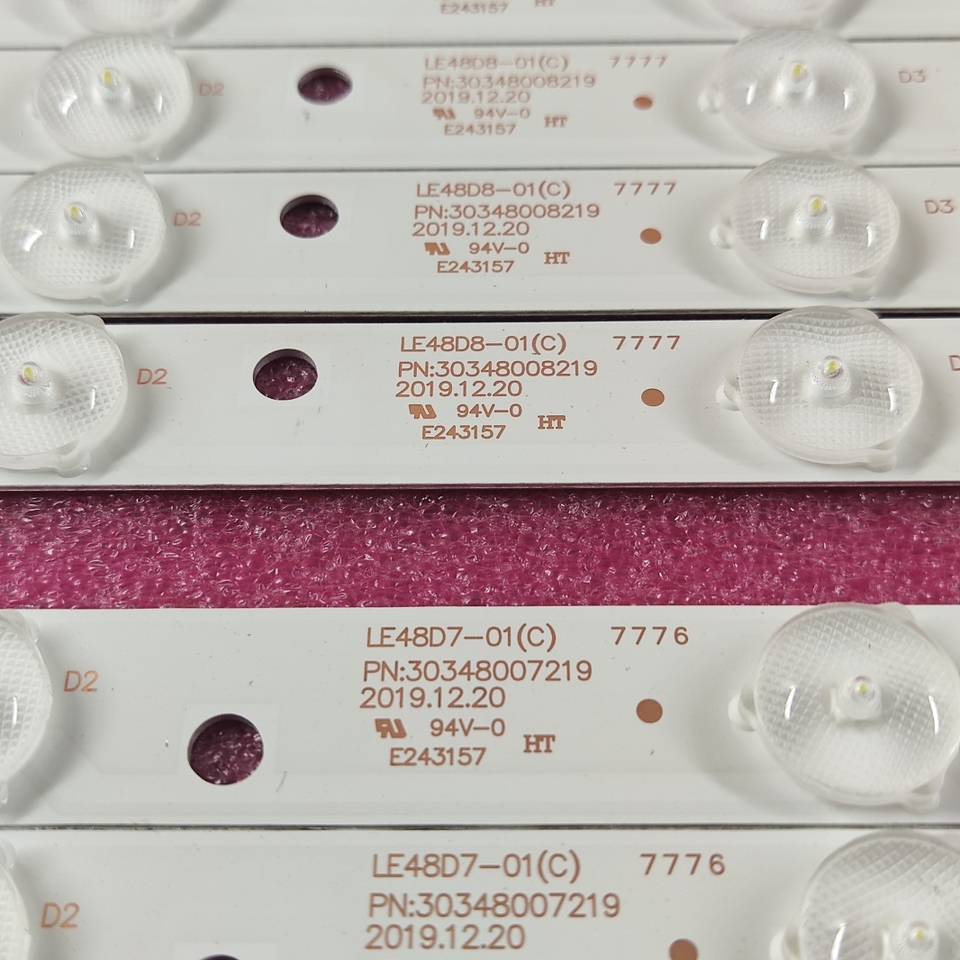 E243157 HT
LE48D8-01(C) 7777
D2 PN:30348008219 D3
2019.12.20
94V-0 HT
E243157
LE48D8-01(C) 7777
D2 PN:30348008219 D3
2019.12.20
94V-0 HT
E243157
LE48D8-01(C) 7777
D2 PN:30348008219
2019.12.20
94V-0 HT
E243157
LE48D7-01(C) 7776
D2 PN:30348007219
2019.12.20
94V-0 HT
E243157
LE48D7-01(C) 7776
D2 PN:30348007219
2019.12.20